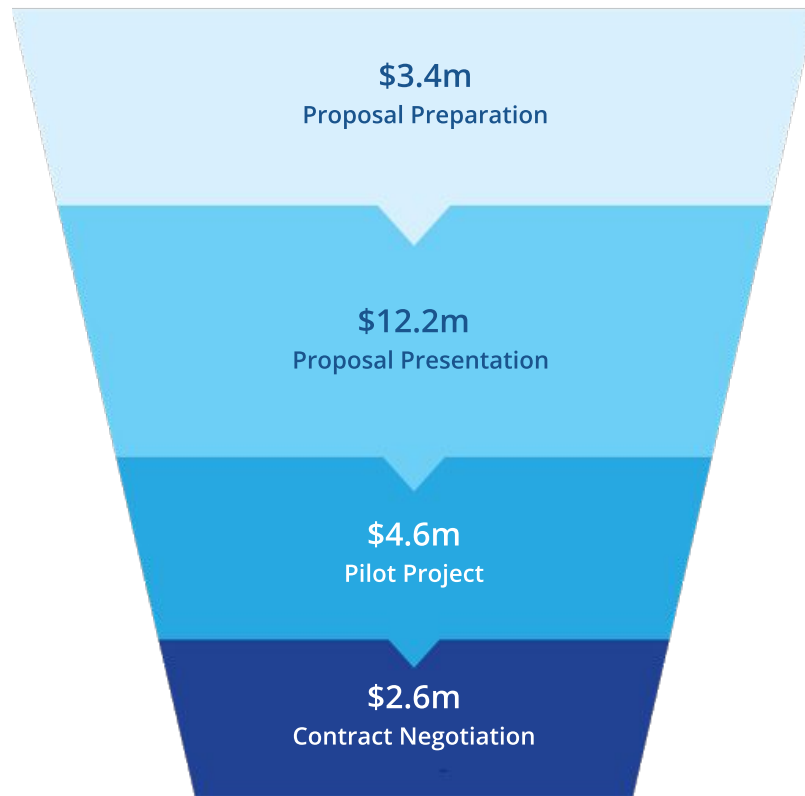 $3.4m
Proposal Preparation
$12.2m
Proposal Presentation
$4.6m
Pilot Project
$2.6m
Contract Negotiation